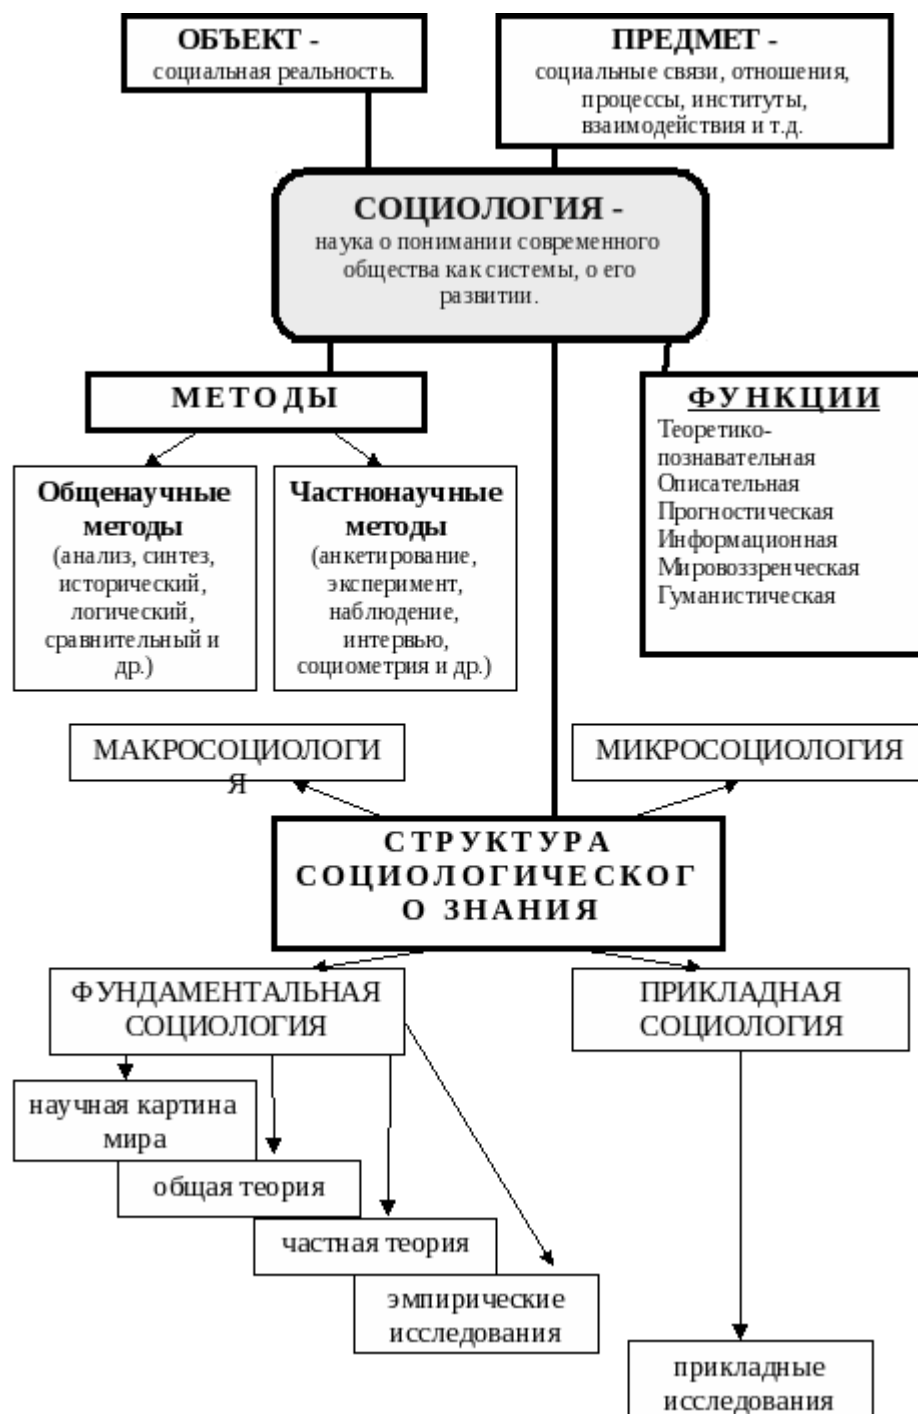 ОБЪЕКТ -
социальная реальность.
ПРЕДМЕТ -
социальные связи, отношения,
процессы, институты,
взаимодействия и т.д.
СОЦИОЛОГИЯ -
наука о понимании современного
общества как системы, о его
развитии.
МЕТОДЫ
Общенаучные
методы
(анализ, синтез,
исторический,
логический,
сравнительный и
др.)
Частнонаучные
методы
(анкетирование,
эксперимент,
наблюдение,
интервью,
социометрия и др.)
ФУНКЦИИ
Теоретико-
познавательная
Описательная
Прогностическая
Информационная
Мировоззренческая
Гуманистическая
МАКРОСОЦИОЛОГИ
Я
МИКРОСОЦИОЛОГИЯ
СТРУКТУРА
СОЦИОЛОГИЧЕСКОГ
О ЗНАНИЯ
ФУНДАМЕНТАЛЬНАЯ
СОЦИОЛОГИЯ
ПРИКЛАДНАЯ
СОЦИОЛОГИЯ
научная картина
мира
общая теория
частная теория
эмпирические
исследования
прикладные
исследования